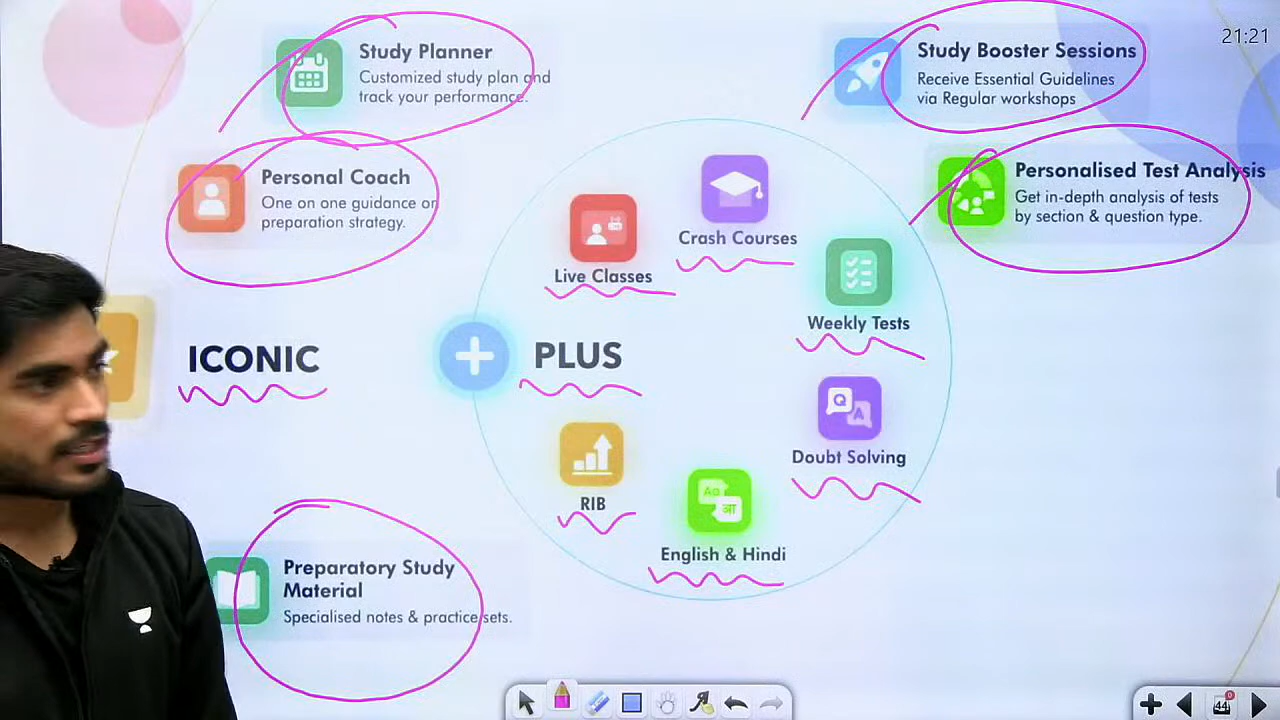 21:21
Study Planner
Customized study plan and
track your performance.
Study Booster Sessions
Receive Essential Guidelines
via Regular workshops
Personal Coach
One on one guidance on
preparation strategy.
Personalised Test Analysis
Get in-depth analysis of tests
by section & question type.
Live Classes
Crash Courses
Weekly Tests
ICONIC
PLUS
Q
A
Doubt Solving
RIB
Aa
अा
English & Hindi
Preparatory Study
Material
Specialised notes & practice sets.
44
0